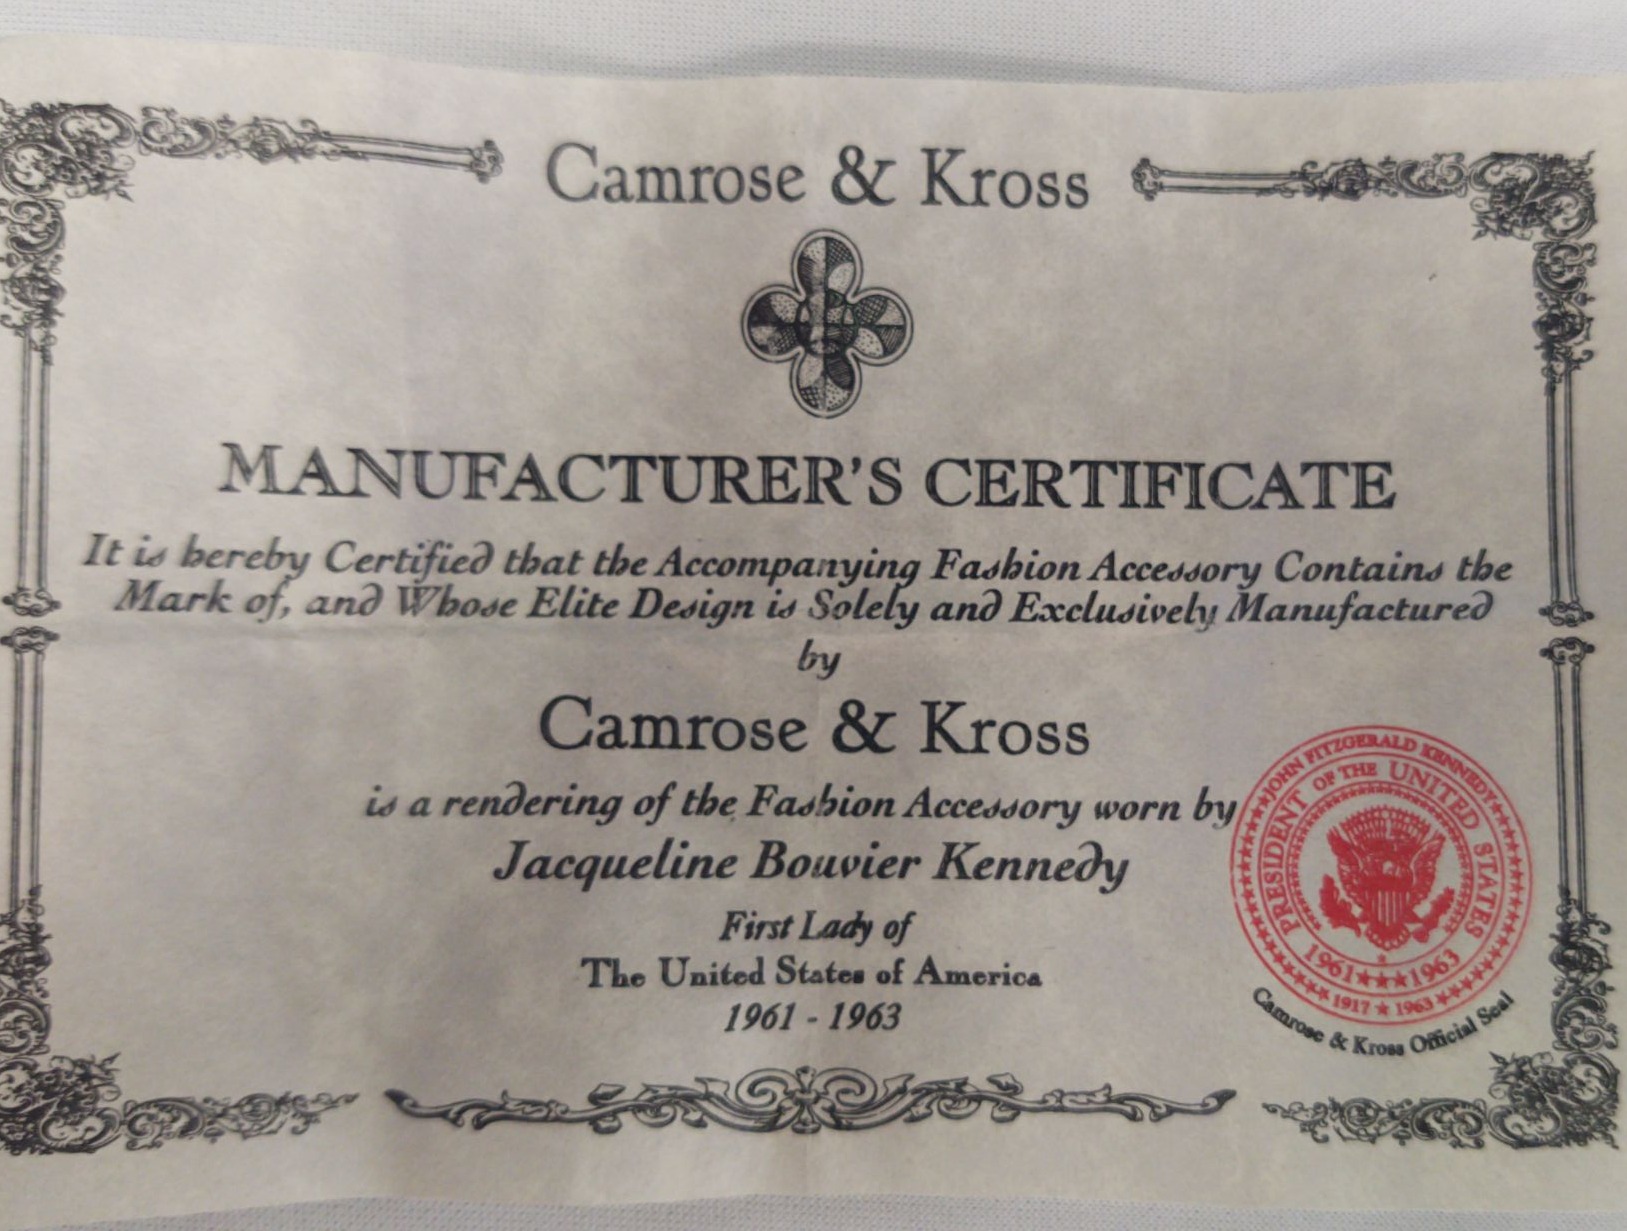 Camrose & Kross
MANUFACTURER'S CERTIFICATE
It is hereby Certified that the Accompanying Fashion Accessory Contains the
Mark of, and Whose Elite Design is Solely and Exclusively Manufactured
by
Camrose & Kross
is a rendering of the Fashion Accessory worn by
Jacqueline Bouvier Kennedy
First Lady of
The United States of America
1961 - 1963
JOHN FITZGERALD KENNEDY
PRESIDENT OF THE UNITED STATES
1961★★★1963
1917 ★ 1963
Camrose & Kross Official Seal